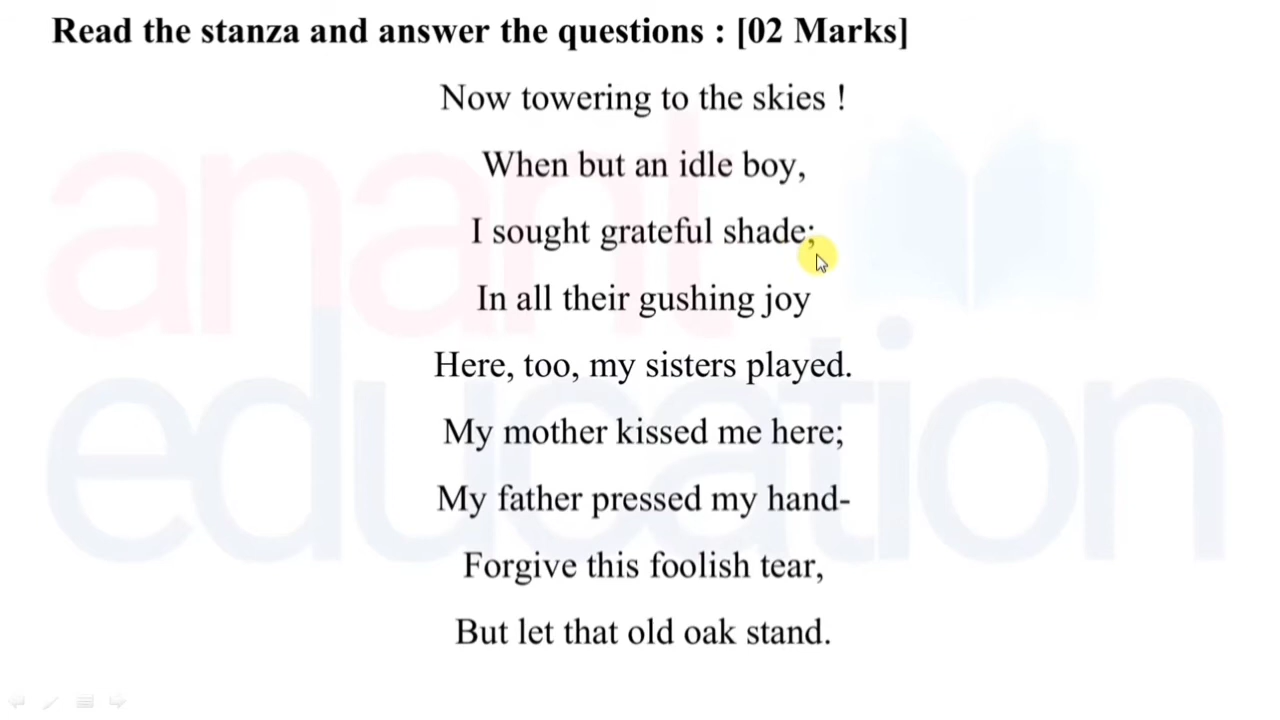 Read the stanza and answer the questions : [02 Marks]
Now towering to the skies !
When but an idle boy,
I sought grateful shade;
In all their gushing joy
Here, too, my sisters played.
My mother kissed me here;
My father pressed my hand-
Forgive this foolish tear,
But let that old oak stand.
anant
education